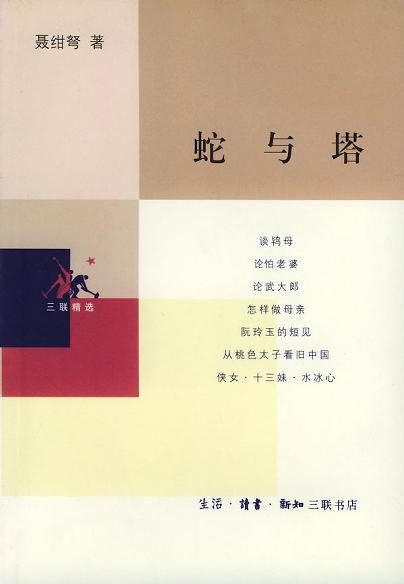 聂绀弩 著
蛇与塔
谈鸨母
论怕老婆
论武大郎
怎样做母亲
阮玲玉的短见
从桃色太子看旧中国
侠女·十三妹·水冰心
三联精选
生活·讀書·新知三联书店